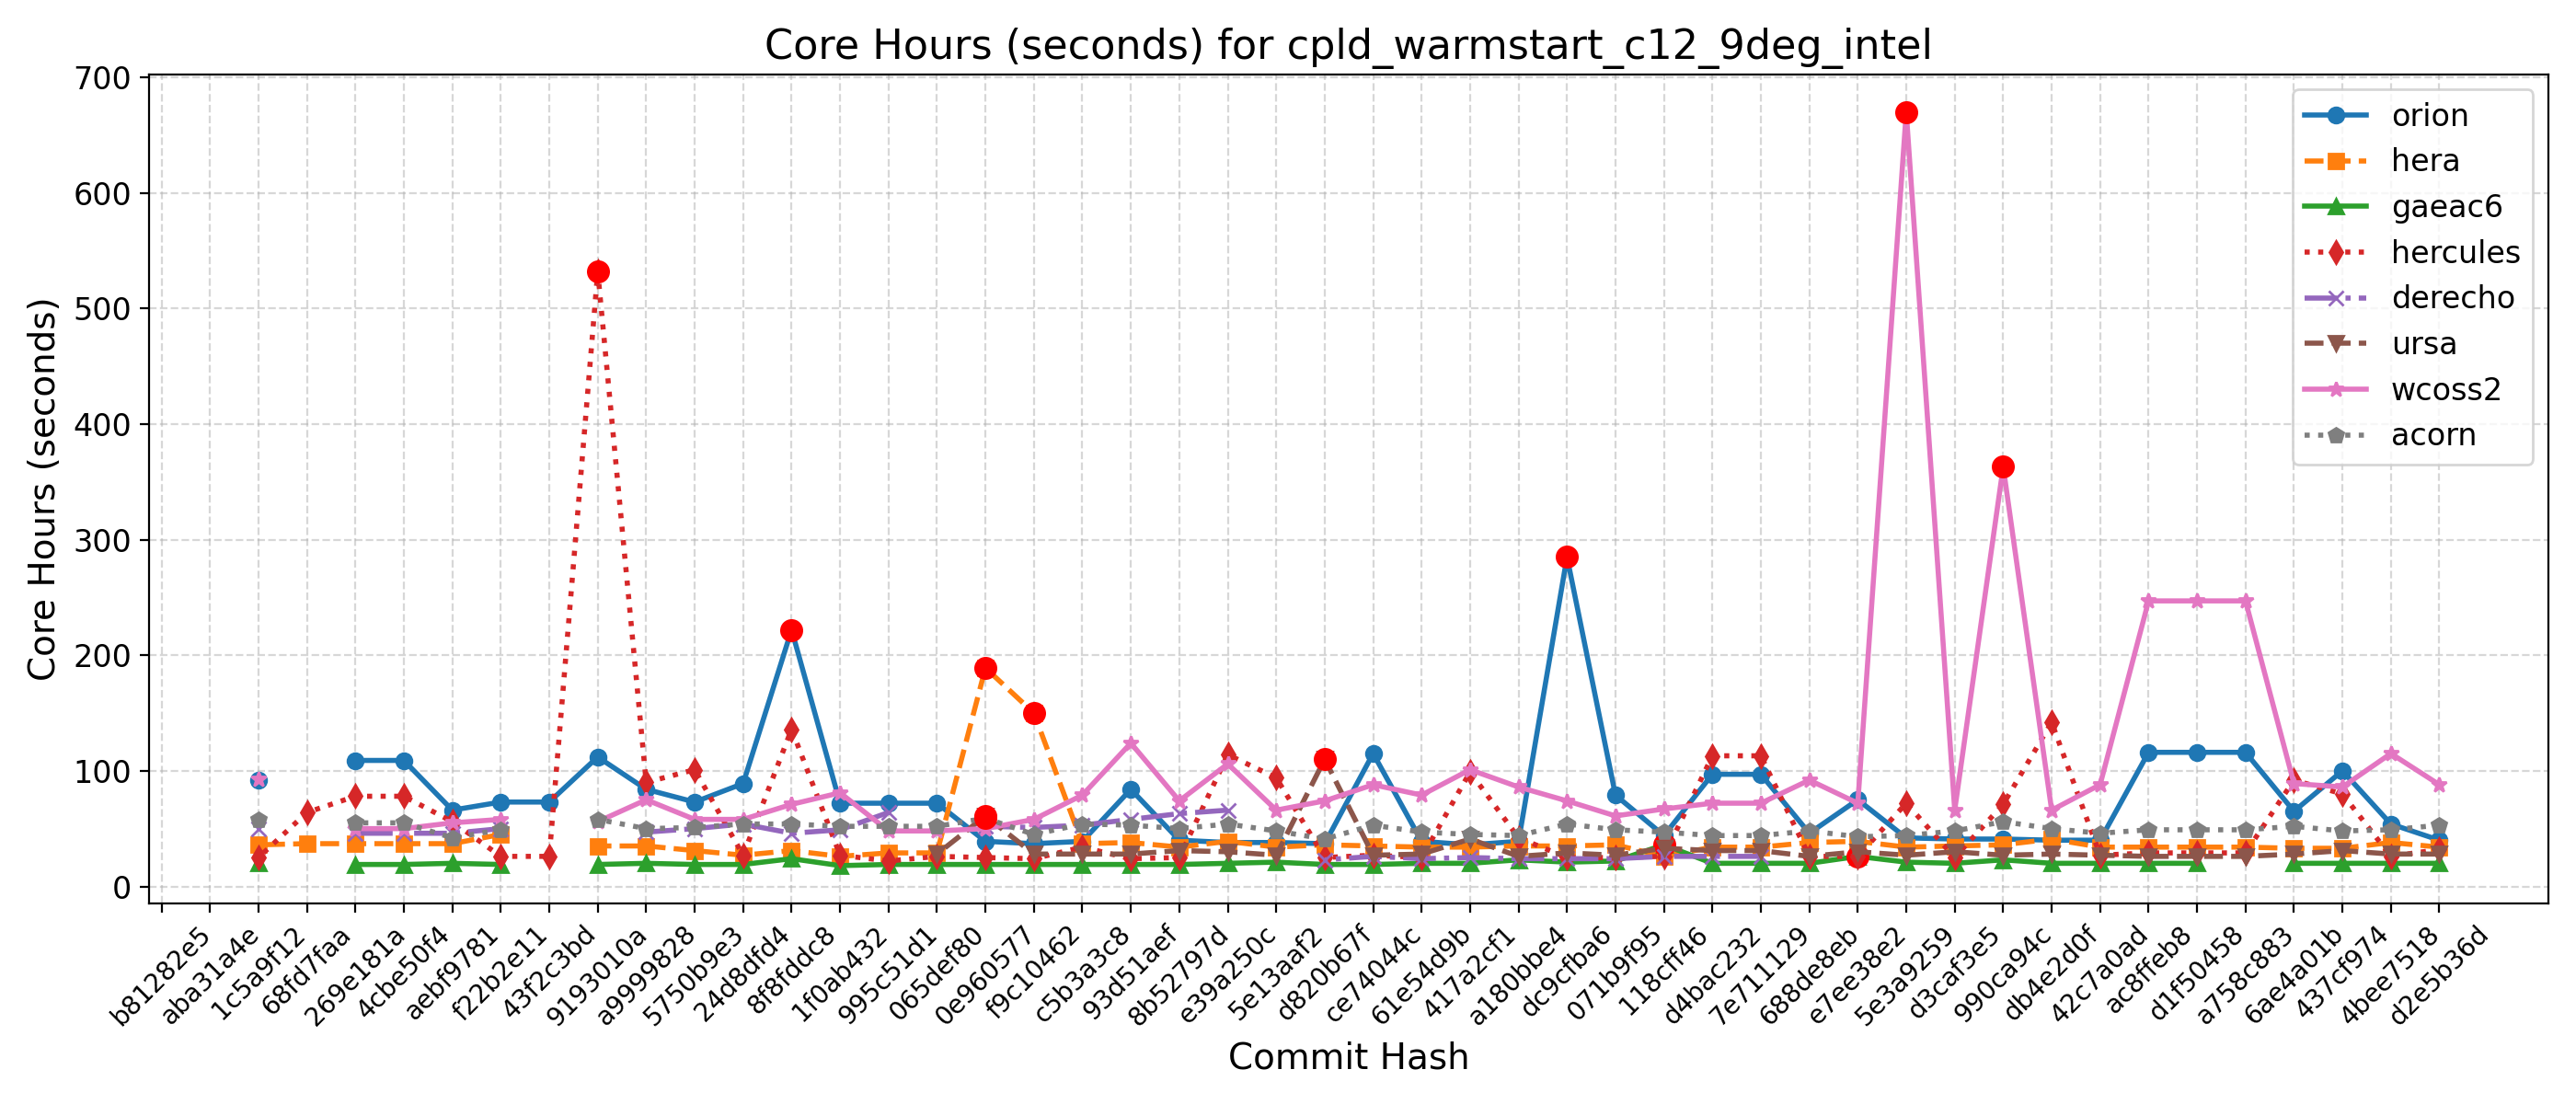 Core Hours (seconds) for cpld_warmstart_c12_9deg_intel
700
600
500
400
300
200
100
0
Core Hours (seconds)
orion
hera
gaeac6
hercules
derecho
ursa
wcoss2
acorn
b81282e5
aba31a4e
1c5a9f12
68fd7faa
269e181a
4cbe50f4
aebf9781
f22b2e11
43f2c3bd
9193010a
a9999828
5750b9e3
24d8dfd4
8f8fddc8
1f0ab432
995c51d1
065def80
0e960577
f9c10462
c5b3a3c8
93d51aef
8b52797d
e39a250c
5e13aaf2
d820b67f
ce74044c
61e54d9b
417a2cf1
a180bbe4
dc9cfba6
071b9f95
118cff46
d4bac232
7e711129
688de8eb
e7ee38e2
5e3a9259
d3caf3e5
990ca94c
db4e2d0f
42c7a0ad
ac8ffeb8
d1f50458
a758c883
6ae4a01b
437cf974
4bee7518
d2e5b36d
Commit Hash